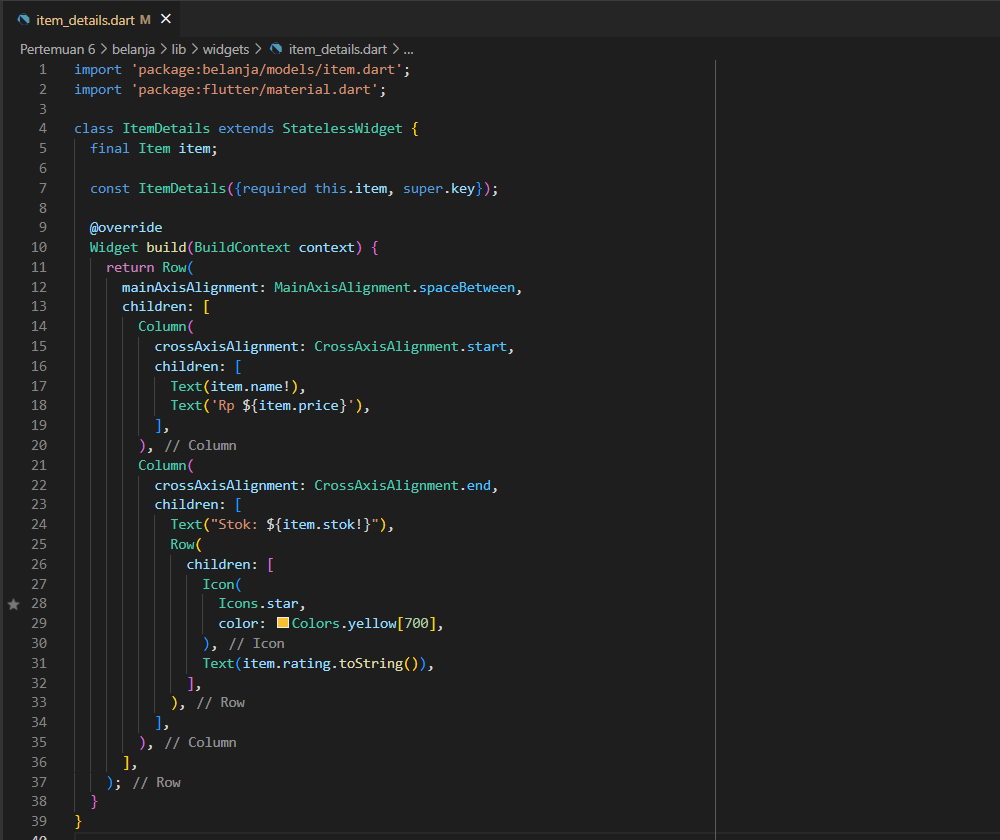 item_details.dart M ×
Pertemuan 6 > belanja > lib > widgets > item_details.dart > ...
1 import 'package:belanja/models/item.dart';
2 import 'package:flutter/material.dart';
3
4 class ItemDetails extends StatelessWidget {
5   final Item item;
6
7   const ItemDetails({required this.item, super.key});
8
9   @override
10   Widget build(BuildContext context) {
11     return Row(
12       mainAxisAlignment: MainAxisAlignment.spaceBetween,
13       children: [
14         Column(
15           crossAxisAlignment: CrossAxisAlignment.start,
16           children: [
17             Text(item.name!),
18             Text('Rp ${item.price}'),
19           ],
20         ), // Column
21         Column(
22           crossAxisAlignment: CrossAxisAlignment.end,
23           children: [
24             Text("Stok: ${item.stok!}"),
25             Row(
26               children: [
27                 Icon(
28                   Icons.star,
29                   color: Colors.yellow[700],
30                 ), // Icon
31                 Text(item.rating.toString()),
32               ],
33             ), // Row
34           ],
35         ), // Column
36       ],
37     ); // Row
38   }
39 }
40